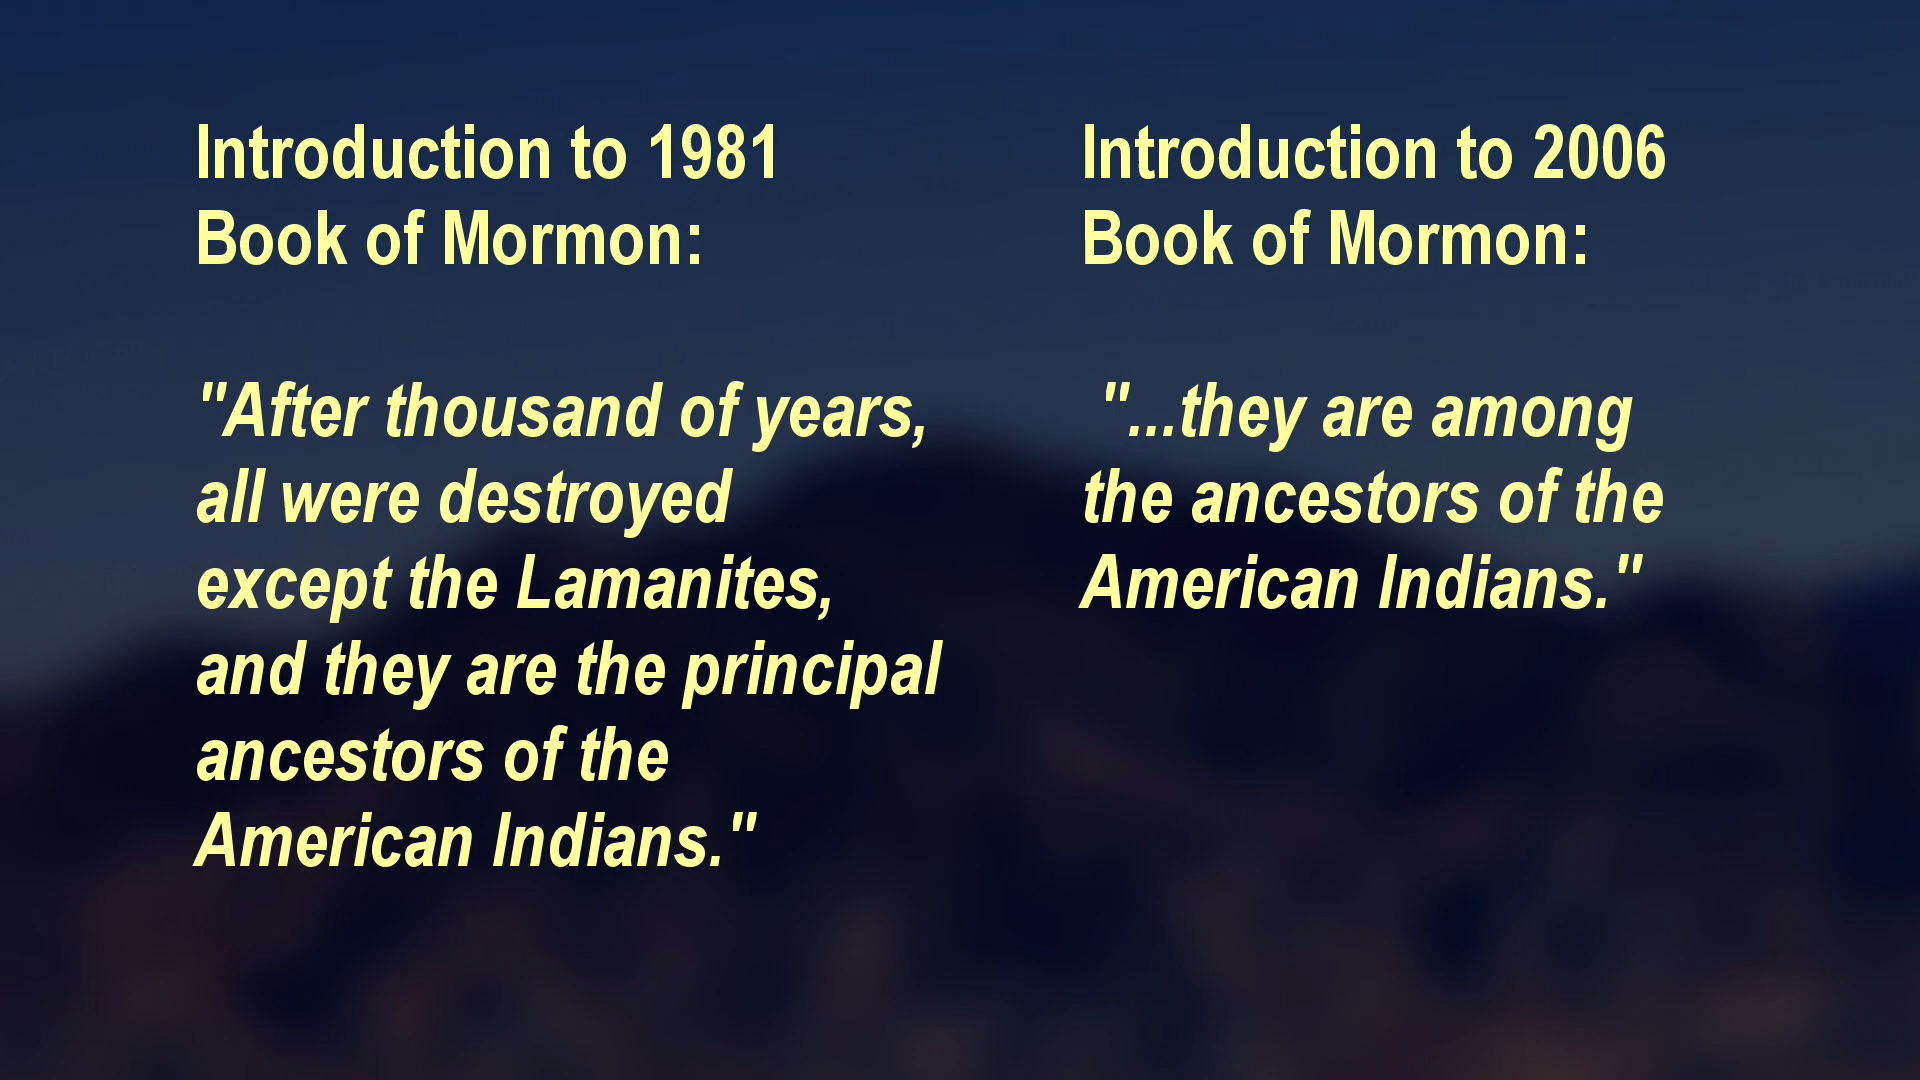 Introduction to 1981
Book of Mormon:
"After thousand of years,
all were destroyed
except the Lamanites,
and they are the principal
ancestors of the
American Indians."
Introduction to 2006
Book of Mormon:
"...they are among
the ancestors of the
American Indians."